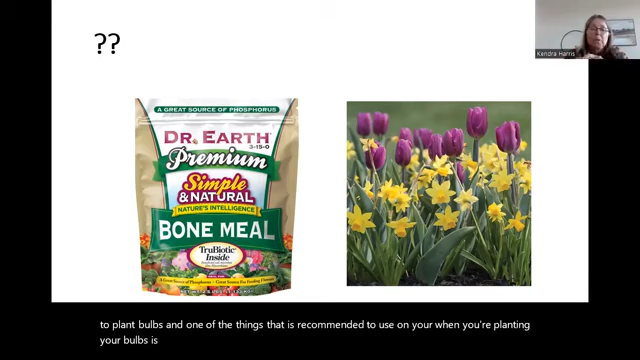 ??
Kendra Harris
A GREAT SOURCE OF PHOSPHORUS
DR. EARTH
3-15-0
Premium
Simple
& NATURAL
NATURE'S INTELLIGENCE
BONE MEAL
TruBiotic
Inside
to plant bulbs and one of the things that is recommended to use on your when you're planting
your bulbs is